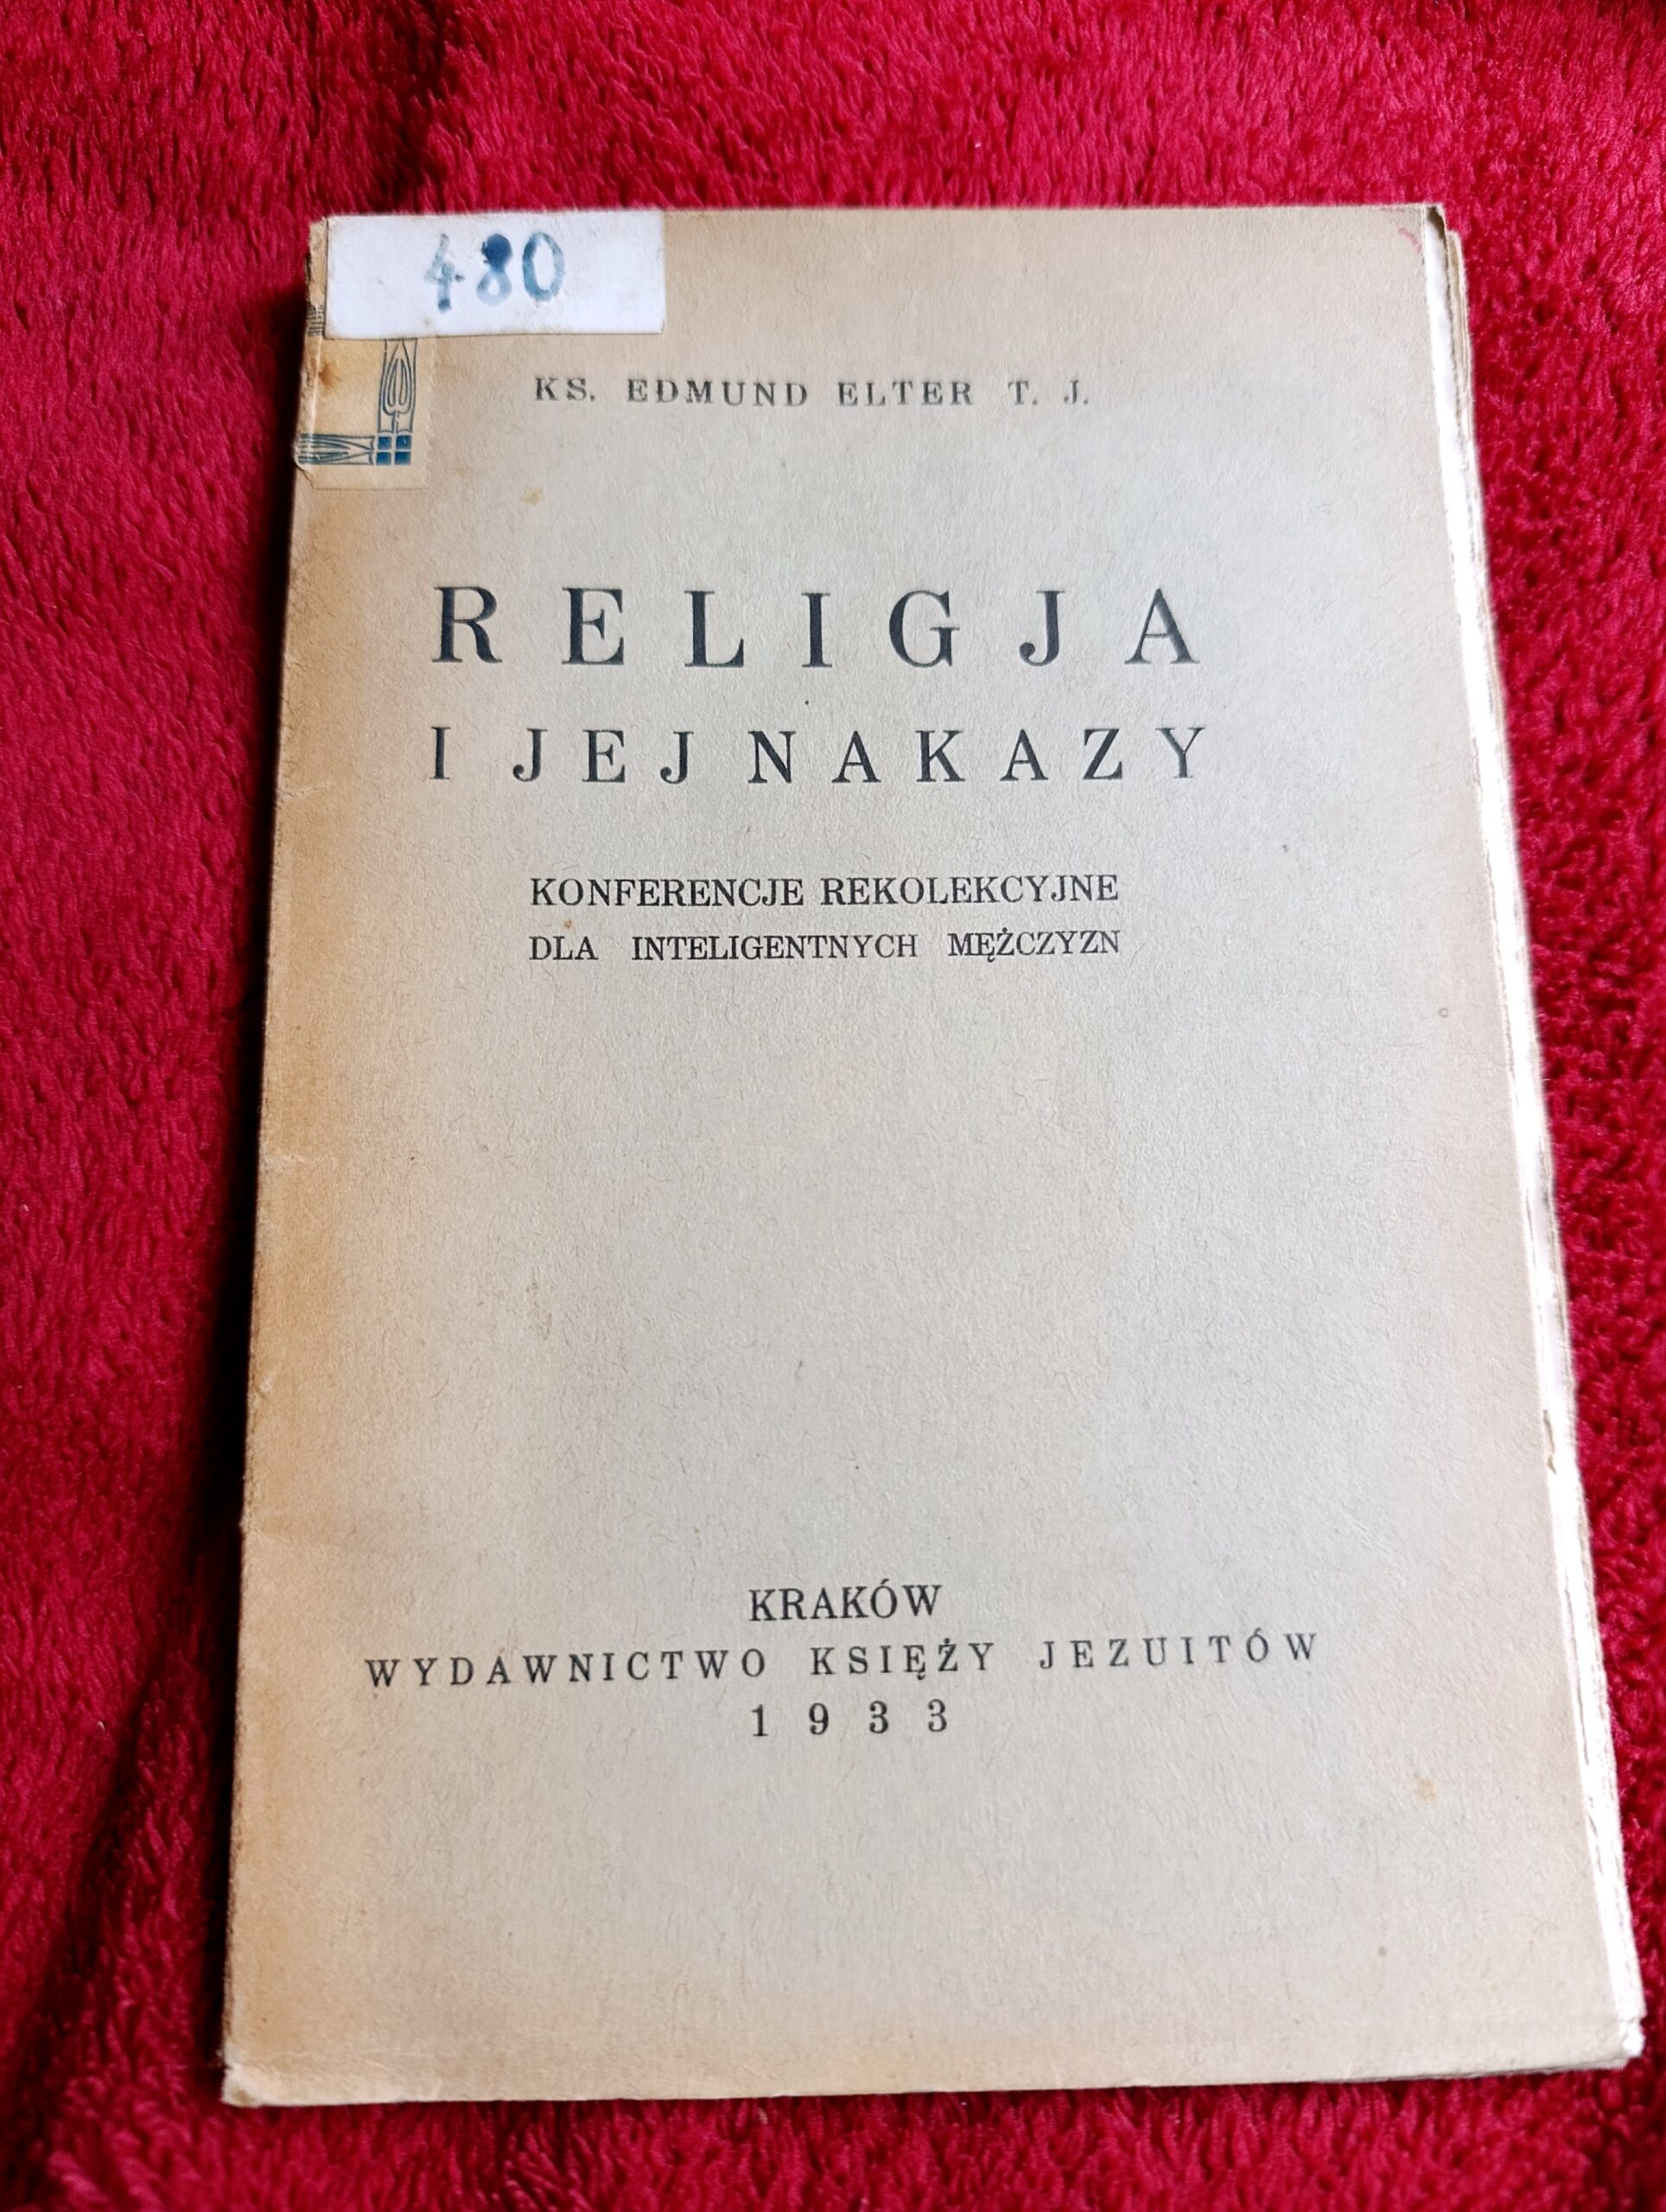 480
KS. EDMUND ELTER T. J.
RELIGJA
I JEJ NAKAZY
KONFERENCJE REKOLEKCYJNE
DLA INTELIGENTNYCH MĘŻCZYZN
KRAKÓW
WYDAWNICTWO KSIĘŻY JEZUITÓW
1933